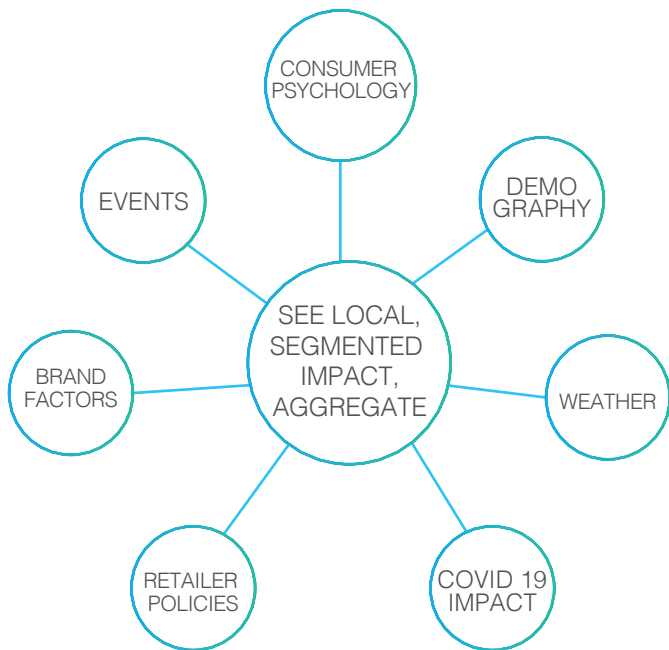 CONSUMER
PSYCHOLOGY
DEMO
GRAPHY
EVENTS
SEE LOCAL,
SEGMENTED
IMPACT,
AGGREGATE
BRAND
FACTORS
WEATHER
RETAILER
POLICIES
COVID 19
IMPACT